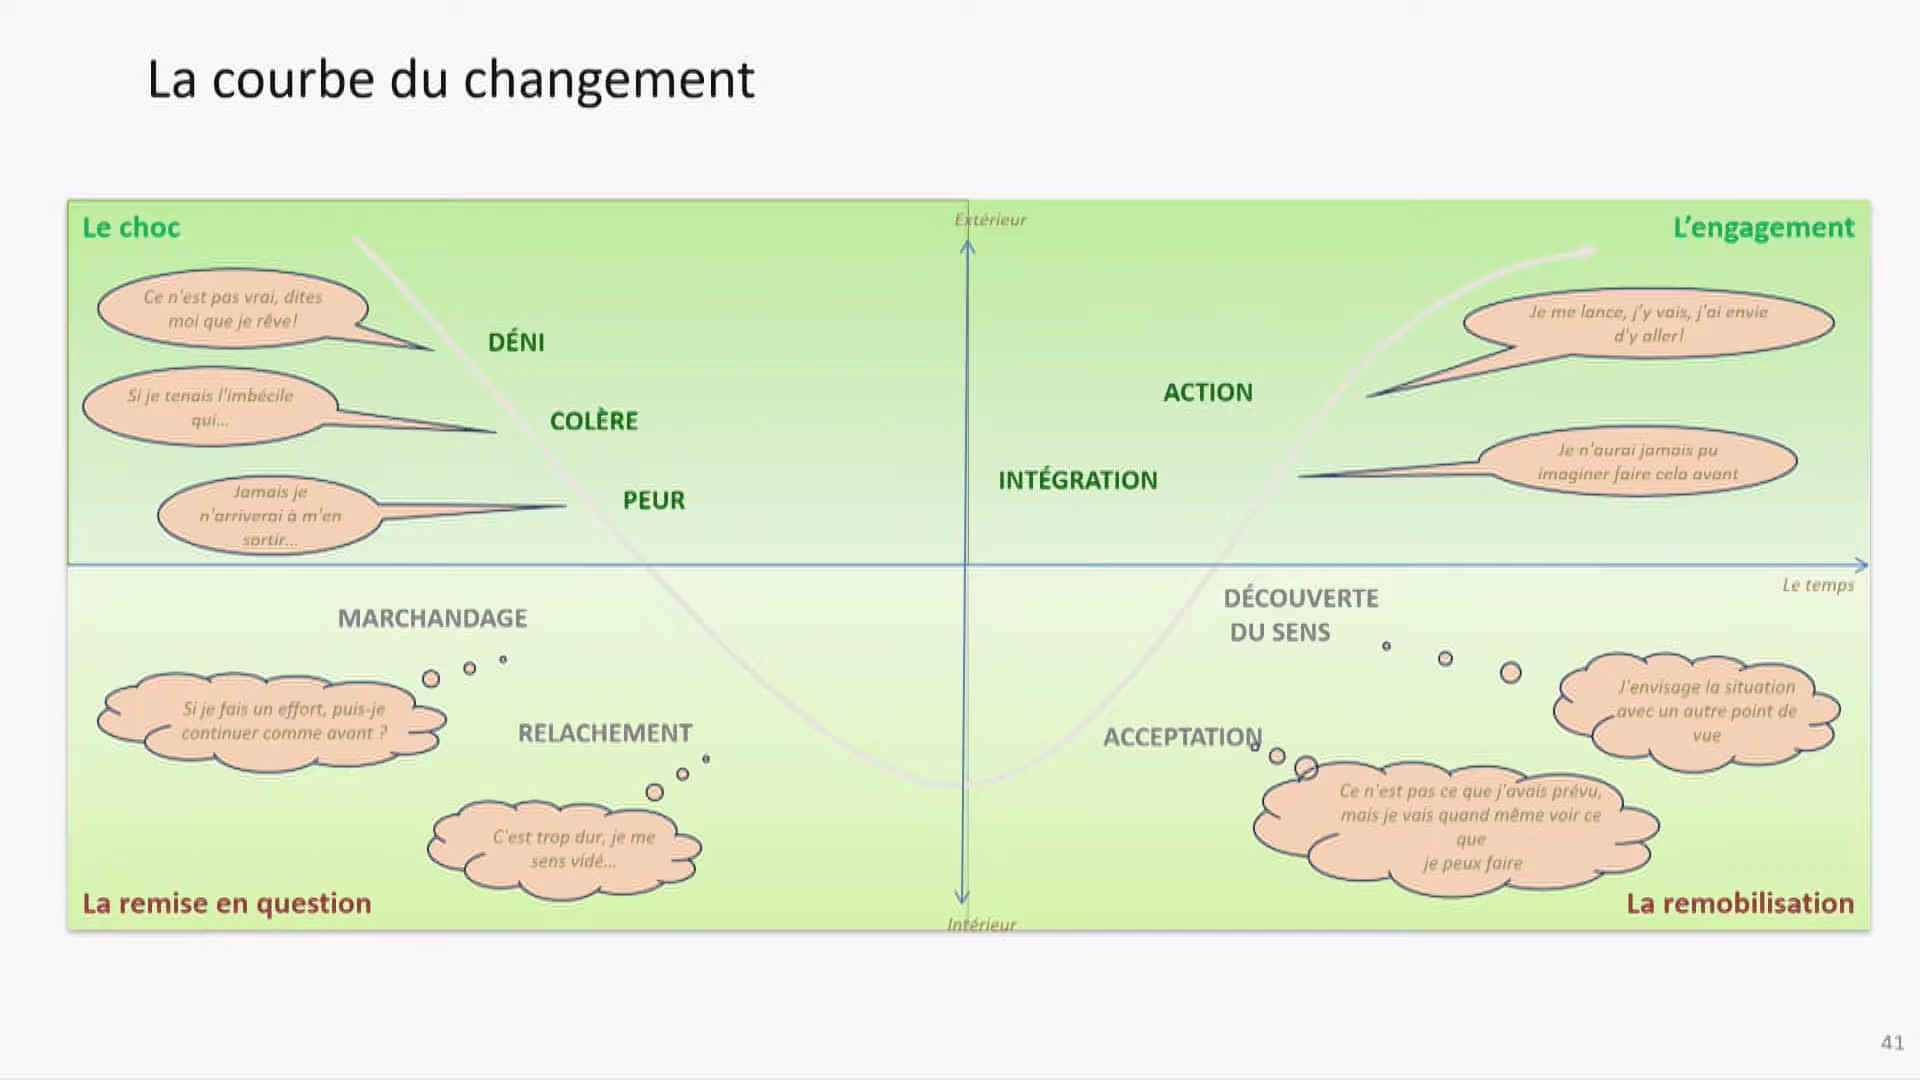 La courbe du changement
Le choc
Extérieur
L'engagement
Ce n'est pas vrai, dites
moi que je rêve!
DÉNI
Si je tenais l'imbécile
qui...
COLÈRE
Jamais je
n'arriverai à m'en
sortir...
PEUR
Je me lance, j'y vais, j'ai envie
d'y aller!
ACTION
Je n'aurai jamais pu
imaginer faire cela avant
INTÉGRATION
Le temps
MARCHANDAGE
Si je fais un effort, puis-je
continuer comme avant ?
RELACHEMENT
C'est trop dur, je me
sens vidé...
DÉCOUVERTE
DU SENS
J'envisage la situation
avec un autre point de
vue
ACCEPTATION
Ce n'est pas ce que j'avais prévu,
mais je vais quand même voir ce
que
je peux faire
La remise en question
Intérieur
La remobilisation
41